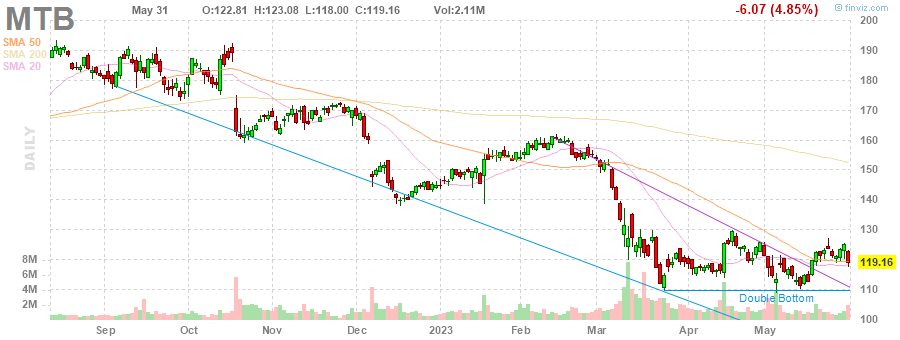 MTB May 31 O:122.81 H:123.08 L:118.00 C:119.16 Vol:2.11M -6.07 (4.85%) finviz.com
SMA 50
SMA 200
SMA 20
DAILY
200
190
180
170
160
150
140
130
119.16
110
100
8M
6M
4M
2M
Double Bottom
Sep Oct Nov Dec 2023 Feb Mar Apr May